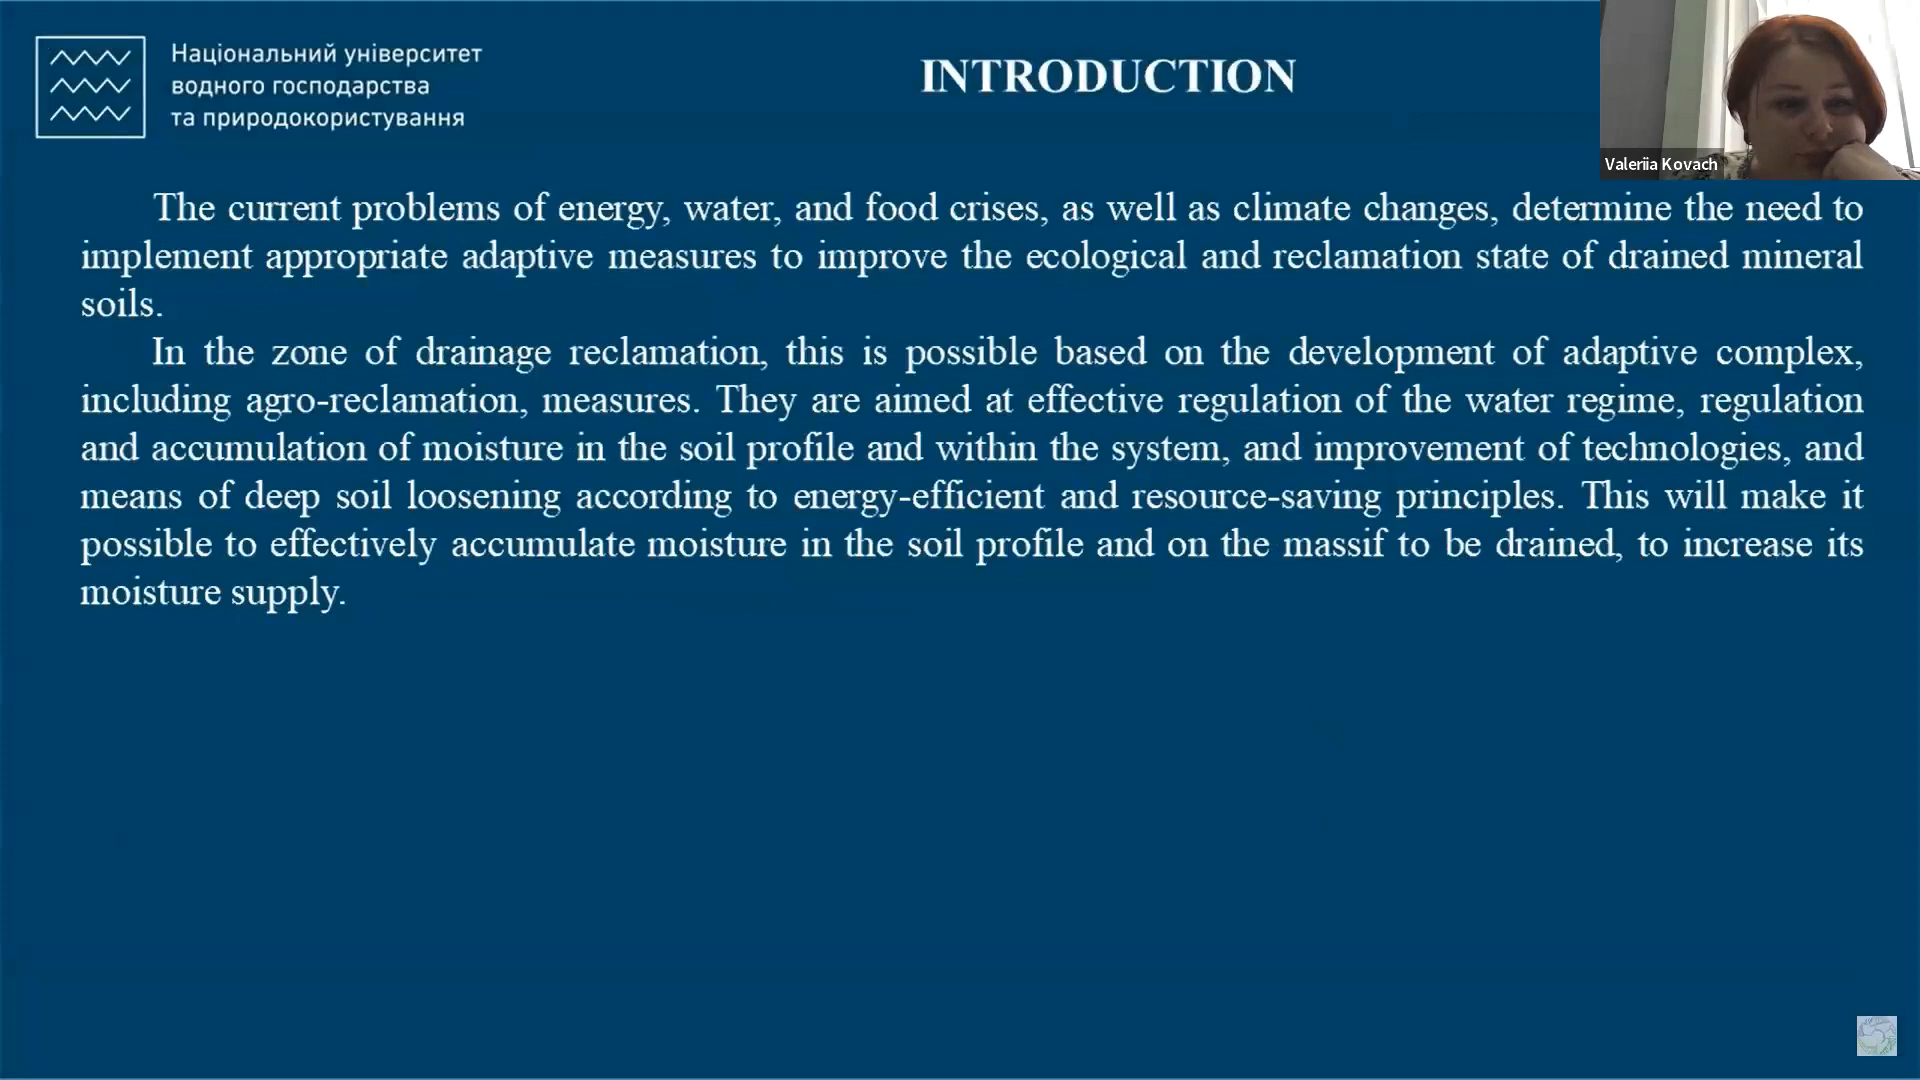 Національний університет
водного господарства
та природокористування
INTRODUCTION
Valeriia Kovach
The current problems of energy, water, and food crises, as well as climate changes, determine the need to
implement appropriate adaptive measures to improve the ecological and reclamation state of drained mineral
soils.
In the zone of drainage reclamation, this is possible based on the development of adaptive complex,
including agro-reclamation, measures. They are aimed at effective regulation of the water regime, regulation
and accumulation of moisture in the soil profile and within the system, and improvement of technologies, and
means of deep soil loosening according to energy-efficient and resource-saving principles. This will make it
possible to effectively accumulate moisture in the soil profile and on the massif to be drained, to increase its
moisture supply.